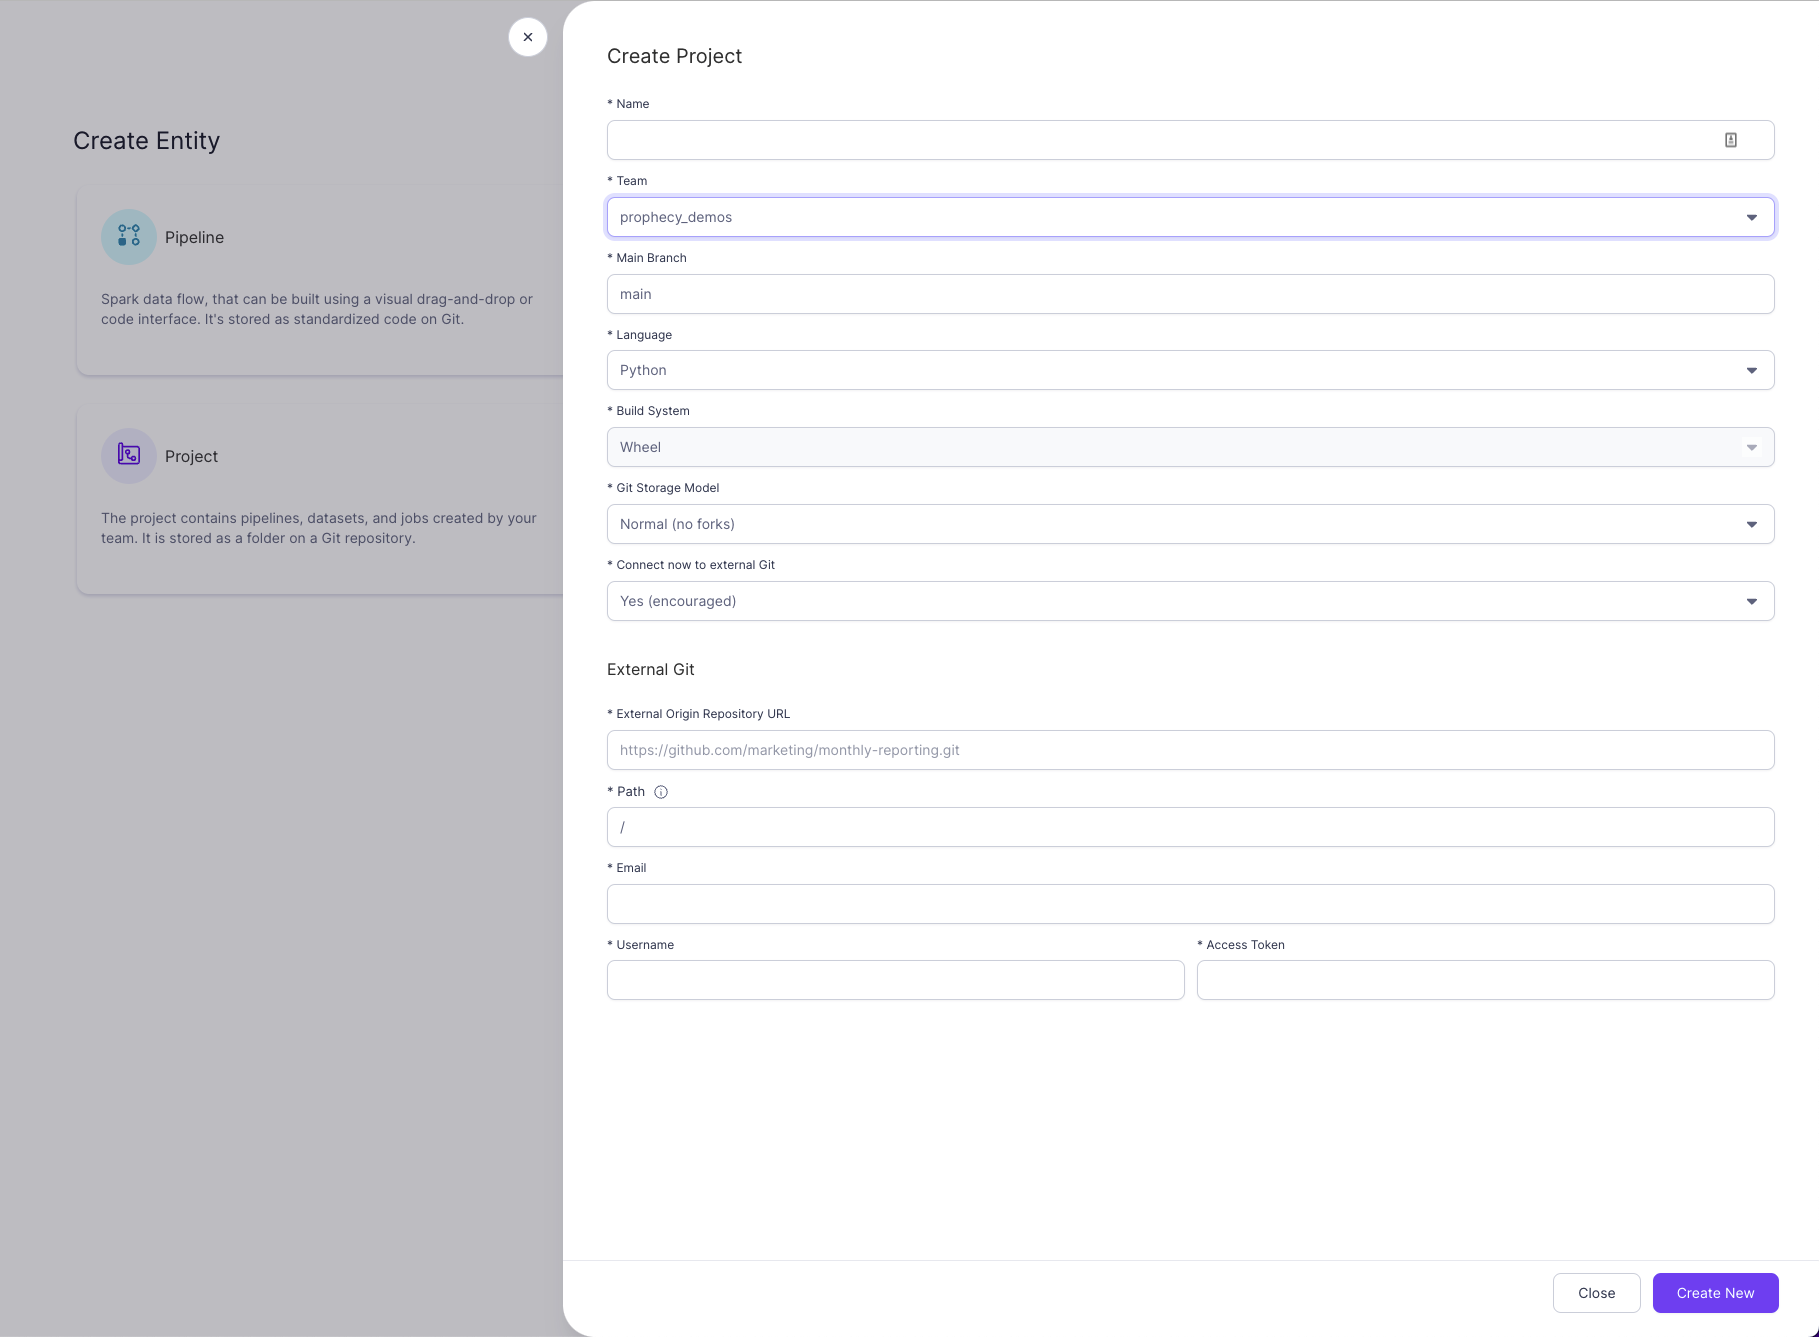 Create Entity
Pipeline
Spark data flow, that can be built using a visual drag-and-drop or
code interface. It's stored as standardized code on Git.
Project
The project contains pipelines, datasets, and jobs created by your
team. It is stored as a folder on a Git repository.
Create Project
* Name
* Team
prophecy_demos
* Main Branch
main
* Language
Python
* Build System
Wheel
* Git Storage Model
Normal (no forks)
* Connect now to external Git
Yes (encouraged)
External Git
* External Origin Repository URL
https://github.com/marketing/monthly-reporting.git
* Path
/
* Email
* Username
* Access Token
Close
Create New